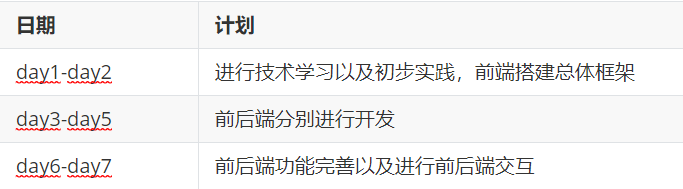 日期 计划
day1-day2 进行技术学习以及初步实践，前端搭建总体框架
day3-day5 前后端分别进行开发
day6-day7 前后端功能完善以及进行前后端交互